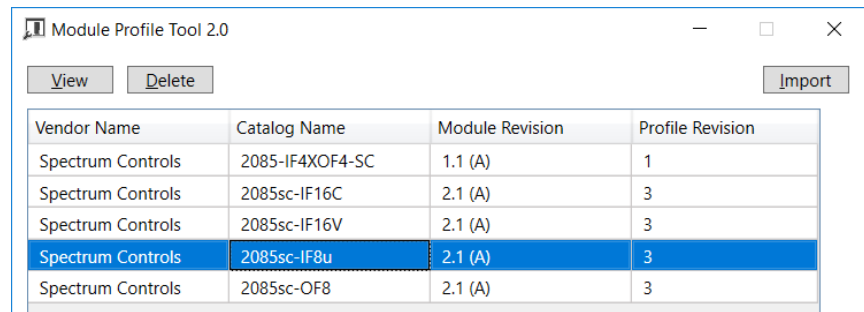 Module Profile Tool 2.0
View Delete Import
Vendor Name Catalog Name Module Revision Profile Revision
Spectrum Controls 2085-IF4XOF4-SC 1.1 (A) 1
Spectrum Controls 2085sc-IF16C 2.1 (A) 3
Spectrum Controls 2085sc-IF16V 2.1 (A) 3
Spectrum Controls 2085sc-IF8u 2.1 (A) 3
Spectrum Controls 2085sc-OF8 2.1 (A) 3